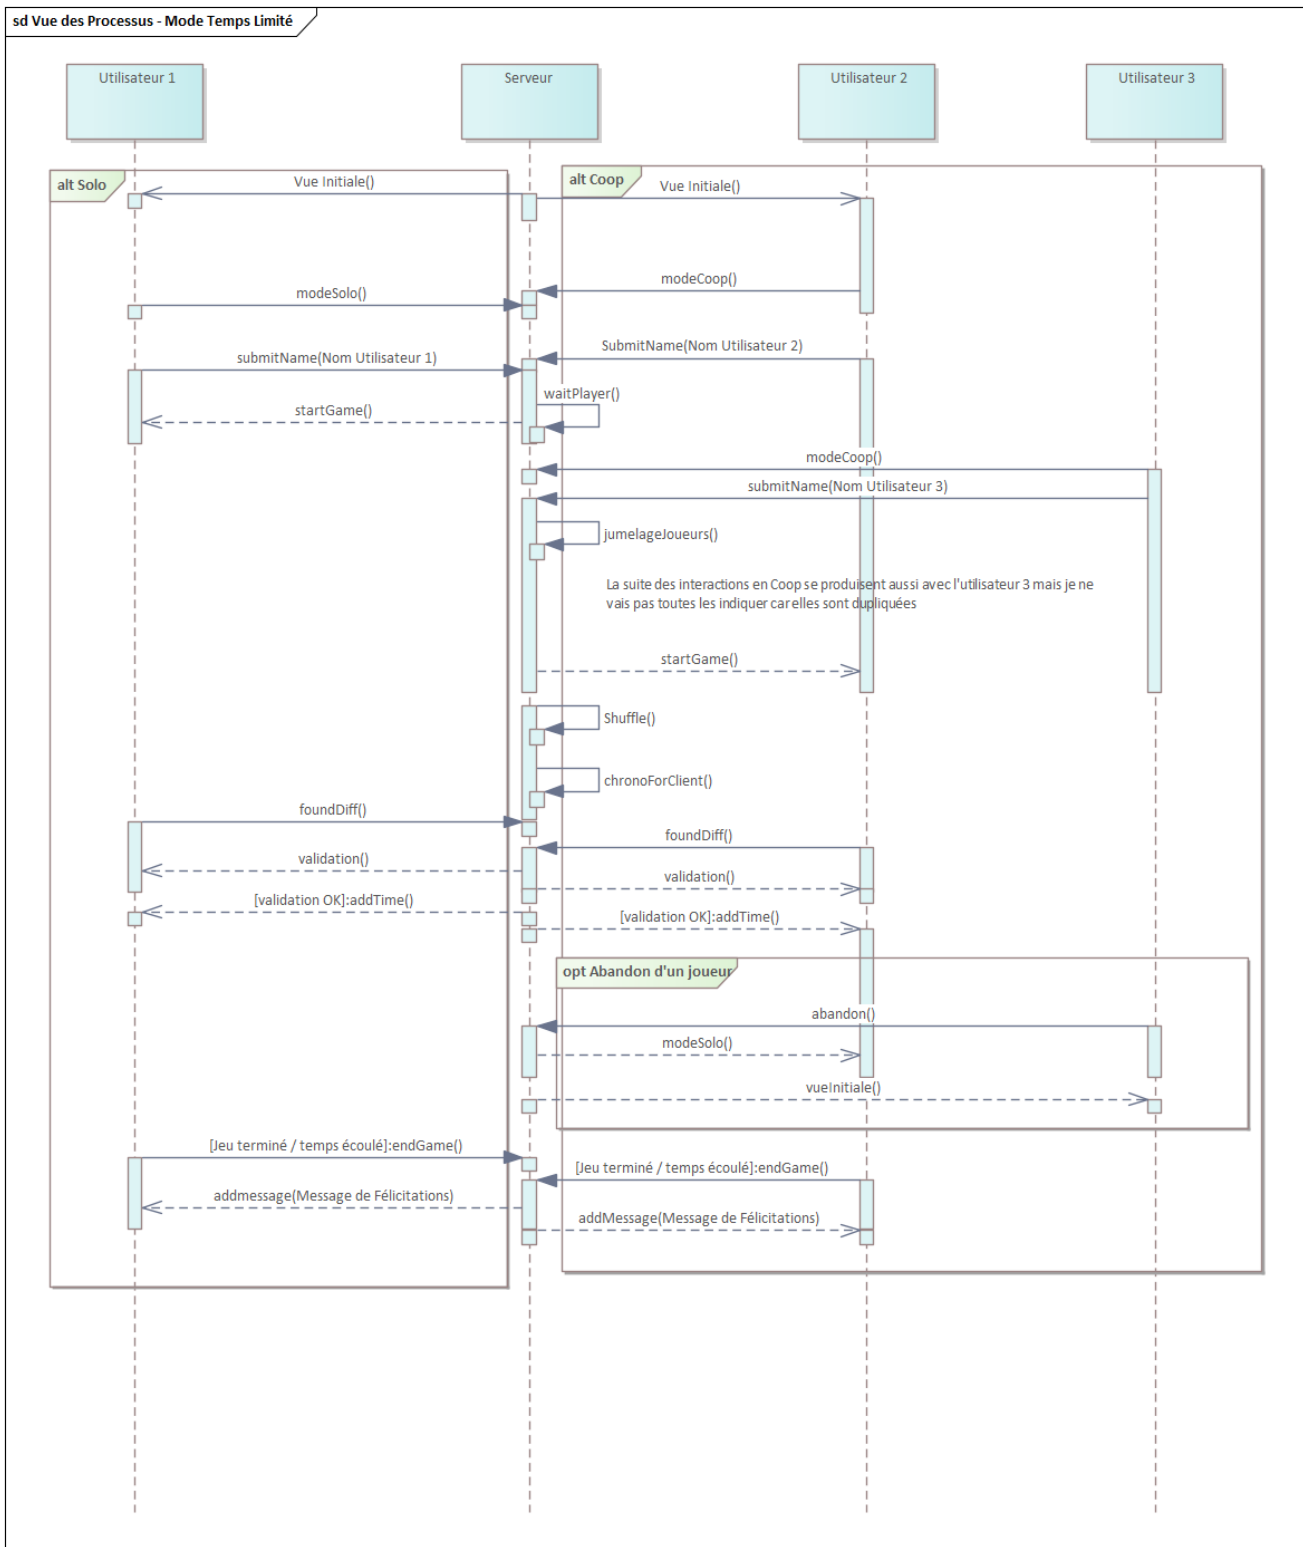 sd Vue des Processus - Mode Temps Limité
Utilisateur 1
Serveur
Utilisateur 2
Utilisateur 3
alt Solo
alt Coop
Vue Initiale()
Vue Initiale()
modeCoop()
modeSolo()
SubmitName(Nom Utilisateur 2)
submitName(Nom Utilisateur 1)
waitPlayer()
startGame()
modeCoop()
submitName(Nom Utilisateur 3)
jumelageJoueurs()
La suite des interactions en Coop se produisent aussi avec l'utilisateur 3 mais je ne
vais pas toutes les indiquer car elles sont dupliquées
startGame()
Shuffle()
chronoForClient()
foundDiff()
foundDiff()
validation()
validation()
[validation OK]:addTime()
[validation OK]:addTime()
opt Abandon d'un joueur
abandon()
modeSolo()
vueInitiale()
[Jeu terminé / temps écoulé]:endGame()
[Jeu terminé / temps écoulé]:endGame()
addmessage(Message de Félicitations)
addMessage(Message de Félicitations)